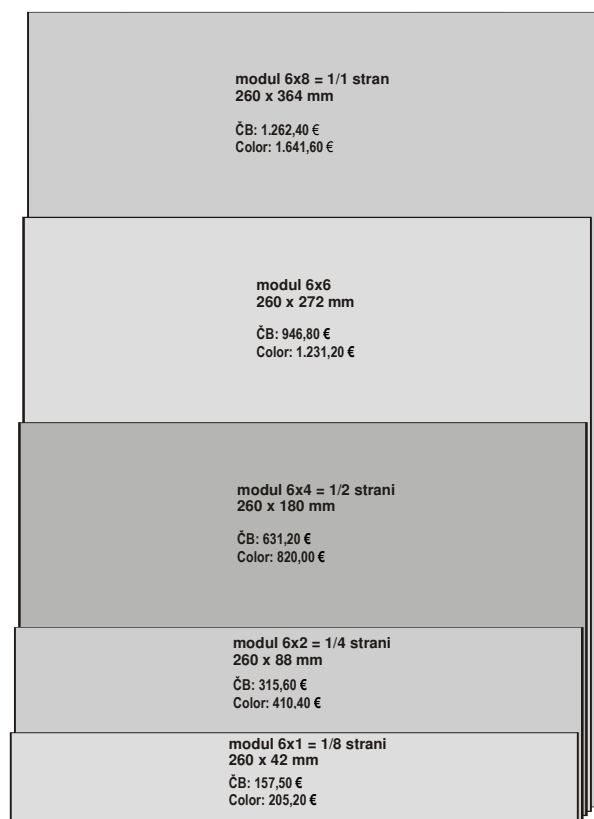 modul 6x8 = 1/1 stran
260 x 364 mm
ČB: 1.262,40 €
Color: 1.641,60 €
modul 6x6
260 x 272 mm
ČB: 946,80 €
Color: 1.231,20 €
modul 6x4 = 1/2 strani
260 x 180 mm
ČB: 631,20 €
Color: 820,00 €
modul 6x2 = 1/4 strani
260 x 88 mm
ČB: 315,60 €
Color: 410,40 €
modul 6x1 = 1/8 strani
260 x 42 mm
ČB: 157,50 €
Color: 205,20 €